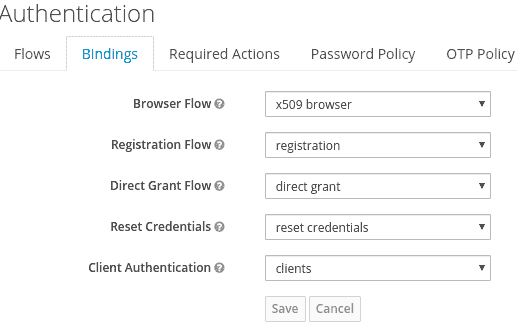 Authentication
Flows Bindings Required Actions Password Policy OTP Policy
Browser Flow x509 browser
Registration Flow registration
Direct Grant Flow direct grant
Reset Credentials reset credentials
Client Authentication clients
Save Cancel